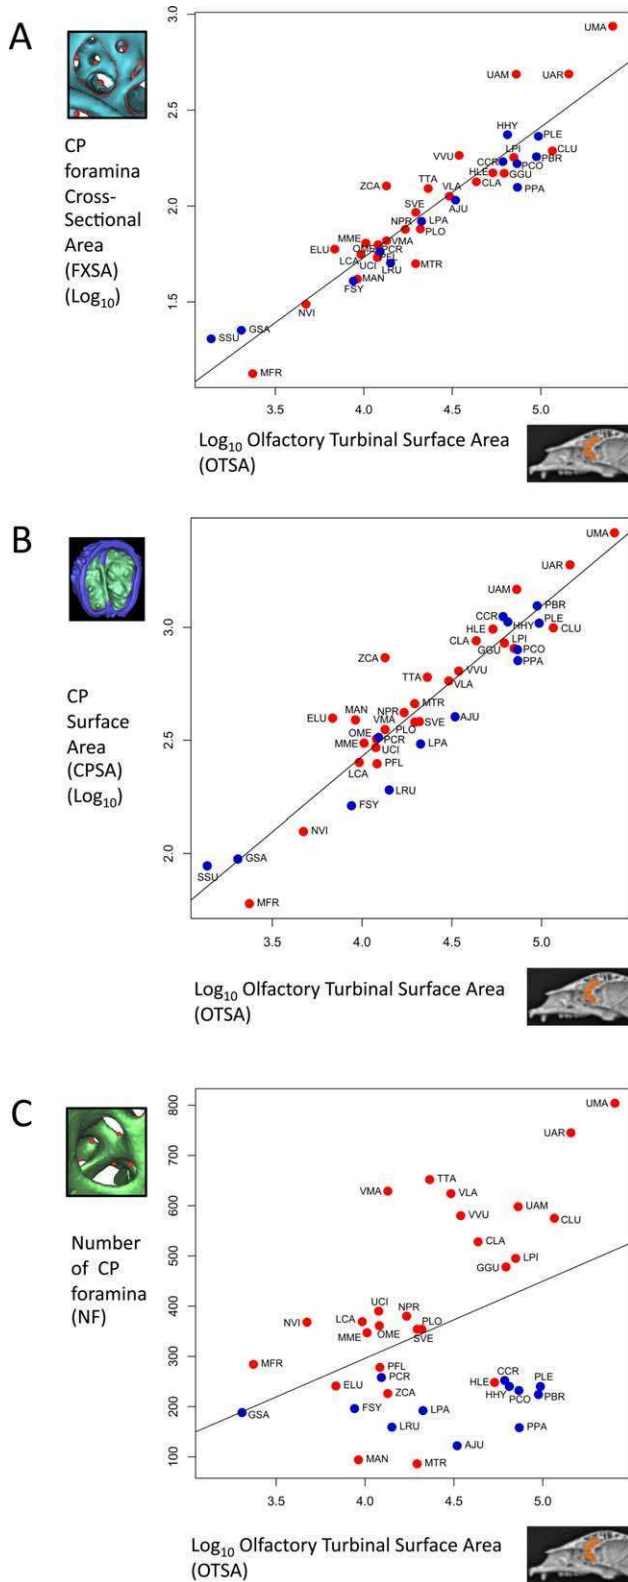 A
CP
foramina
Cross-
Sectional
Area
(FXSA)
(Log10)
3.0
2.5
2.0
1.5
UMA
UAM
UAR
HHY
PLE
VVU
LPI
CLU
CCR
PBR
HLE
PCO
GGU
ZCA
TTA
VLA
CLA
PPA
SVE
AJU
NPR
LPA
PLO
MME
VMA
ELU
OME
PCR
LCA
PFL
UCI
LRU
MTR
MAN
FSY
NVI
GSA
SSU
MFR
3.5
4.0
4.5
5.0
Log10 Olfactory Turbinal Surface Area
(OTSA)
B
CP
Surface
Area
(CPSA)
(Log10)
3.0
2.5
2.0
UMA
UAR
UAM
PBR
CCR
HHY
PLE
HLE
CLU
CLA
LPI
GGU
PCO
PPA
ZCA
VVU
TTA
VLA
MTR
MAN
NPR
ELU
VMA
PLO
SVE
AJU
OME
PCR
MME
UCI
LPA
LCA
PFL
LRU
FSY
NVI
GSA
SSU
MFR
3.5
4.0
4.5
5.0
Log10 Olfactory Turbinal Surface Area
(OTSA)
C
Number
of CP
foramina
(NF)
800
700
600
500
400
300
200
100
UMA
UAR
TTA
VMA
VLA
UAM
VVU
CLU
CLA
LPI
GGU
UCI
NPR
NVI
LCA
PLO
MME
OME
SVE
MFR
PFL
PCR
CCR
ELU
HLE
PLE
ZCA
HHY
PCO
PBR
GSA
FSY
LPA
LRU
PPA
AJU
MAN
MTR
3.5
4.0
4.5
5.0
Log10 Olfactory Turbinal Surface Area
(OTSA)